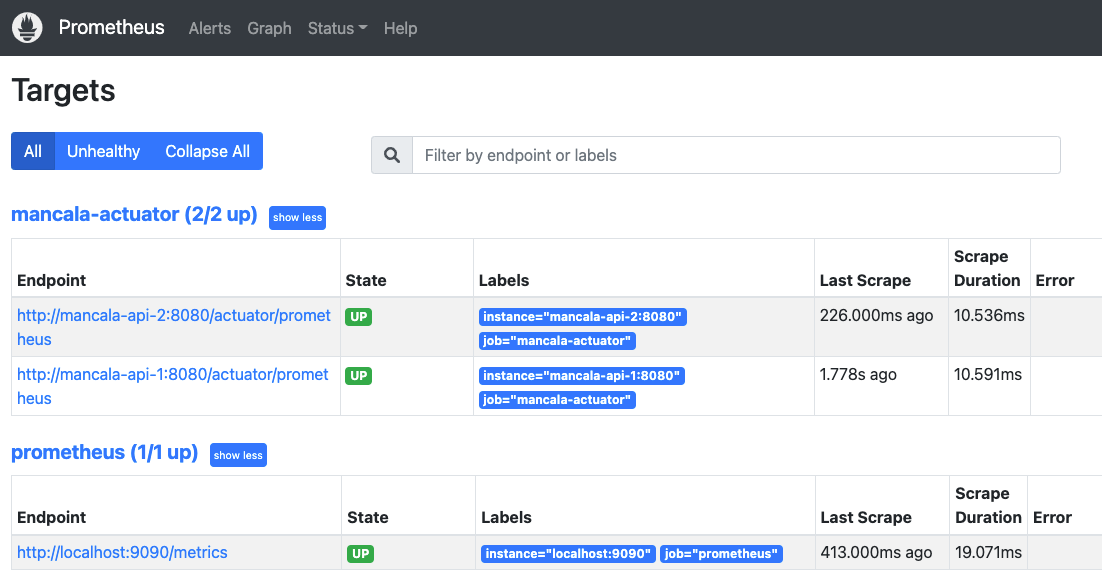 Prometheus Alerts Graph Status Help
Targets
All Unhealthy Collapse All Filter by endpoint or labels
mancala-actuator (2/2 up) show less
Endpoint State Labels Last Scrape Scrape Duration Error
http://mancala-api-2:8080/actuator/promet
heus
UP
instance="mancala-api-2:8080"
job="mancala-actuator"
226.000ms ago 10.536ms
http://mancala-api-1:8080/actuator/promet
heus
UP
instance="mancala-api-1:8080"
job="mancala-actuator"
1.778s ago 10.591ms
prometheus (1/1 up) show less
Endpoint State Labels Last Scrape Scrape Duration Error
http://localhost:9090/metrics UP instance="localhost:9090" job="prometheus" 413.000ms ago 19.071ms